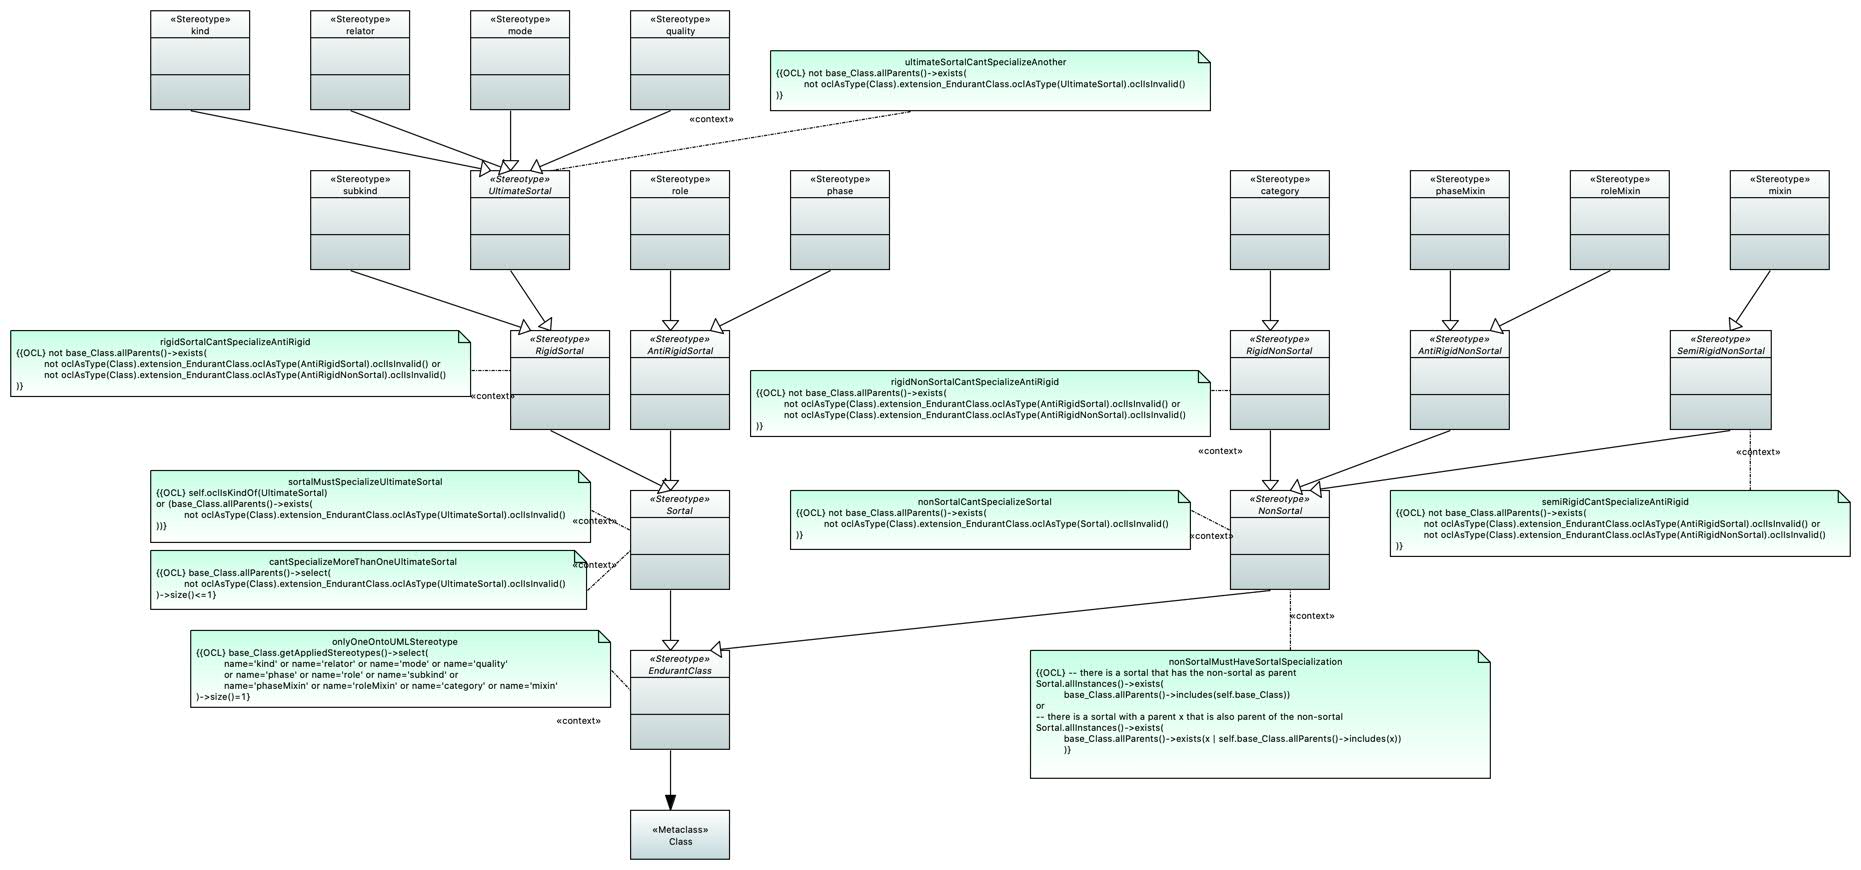 «Stereotype»
kind
«Stereotype»
relator
«Stereotype»
mode
«Stereotype»
quality
ultimateSortalCantSpecializeAnother
{{OCL} not base_Class.allParents()->exists(
not oclAsType(Class).extension_EndurantClass.oclAsType(UltimateSortal).oclIsInvalid()
)}
«context»
«Stereotype»
subkind
«Stereotype»
UltimateSortal
«Stereotype»
role
«Stereotype»
phase
«Stereotype»
category
«Stereotype»
phaseMixin
«Stereotype»
roleMixin
«Stereotype»
mixin
rigidSortalCantSpecializeAntiRigid
{{OCL} not base_Class.allParents()->exists(
not oclAsType(Class).extension_EndurantClass.oclAsType(AntiRigidSortal).oclIsInvalid() or
not oclAsType(Class).extension_EndurantClass.oclAsType(AntiRigidNonSortal).oclIsInvalid()
)}
«context»
«Stereotype»
RigidSortal
«Stereotype»
AntiRigidSortal
rigidNonSortalCantSpecializeAntiRigid
{{OCL} not base_Class.allParents()->exists(
not oclAsType(Class).extension_EndurantClass.oclAsType(AntiRigidSortal).oclIsInvalid() or
not oclAsType(Class).extension_EndurantClass.oclAsType(AntiRigidNonSortal).oclIsInvalid()
)}
«context»
«Stereotype»
RigidNonSortal
«Stereotype»
AntiRigidNonSortal
«Stereotype»
SemiRigidNonSortal
«context»
sortalMustSpecializeUltimateSortal
{{OCL} self.oclIsKindOf(UltimateSortal)
or (base_Class.allParents()->exists(
not oclAsType(Class).extension_EndurantClass.oclAsType(UltimateSortal).oclIsInvalid()
))}
«context»
«Stereotype»
Sortal
nonSortalCantSpecializeSortal
{{OCL} not base_Class.allParents()->exists(
not oclAsType(Class).extension_EndurantClass.oclAsType(Sortal).oclIsInvalid()
)}
«context»
«Stereotype»
NonSortal
semiRigidCantSpecializeAntiRigid
{{OCL} not base_Class.allParents()->exists(
not oclAsType(Class).extension_EndurantClass.oclAsType(AntiRigidSortal).oclIsInvalid() or
not oclAsType(Class).extension_EndurantClass.oclAsType(AntiRigidNonSortal).oclIsInvalid()
)}
cantSpecializeMoreThanOneUltimateSortal
{{OCL} base_Class.allParents()->select(
not oclAsType(Class).extension_EndurantClass.oclAsType(UltimateSortal).oclIsInvalid()
)->size()<=1}
«context»
«context»
onlyOneOntoUMLStereotype
{{OCL} base_Class.getAppliedStereotypes()->select(
name='kind' or name='relator' or name='mode' or name='quality'
or name='phase' or name='role' or name='subkind' or
name='phaseMixin' or name='roleMixin' or name='category' or name='mixin'
)->size()=1}
«context»
«Stereotype»
EndurantClass
nonSortalMustHaveSortalSpecialization
{{OCL} -- there is a sortal that has the non-sortal as parent
Sortal.allInstances()->exists(
base_Class.allParents()->includes(self.base_Class))
or
-- there is a sortal with a parent x that is also parent of the non-sortal
Sortal.allInstances()->exists(
base_Class.allParents()->exists(x | self.base_Class.allParents()->includes(x))
)}
«Metaclass»
Class